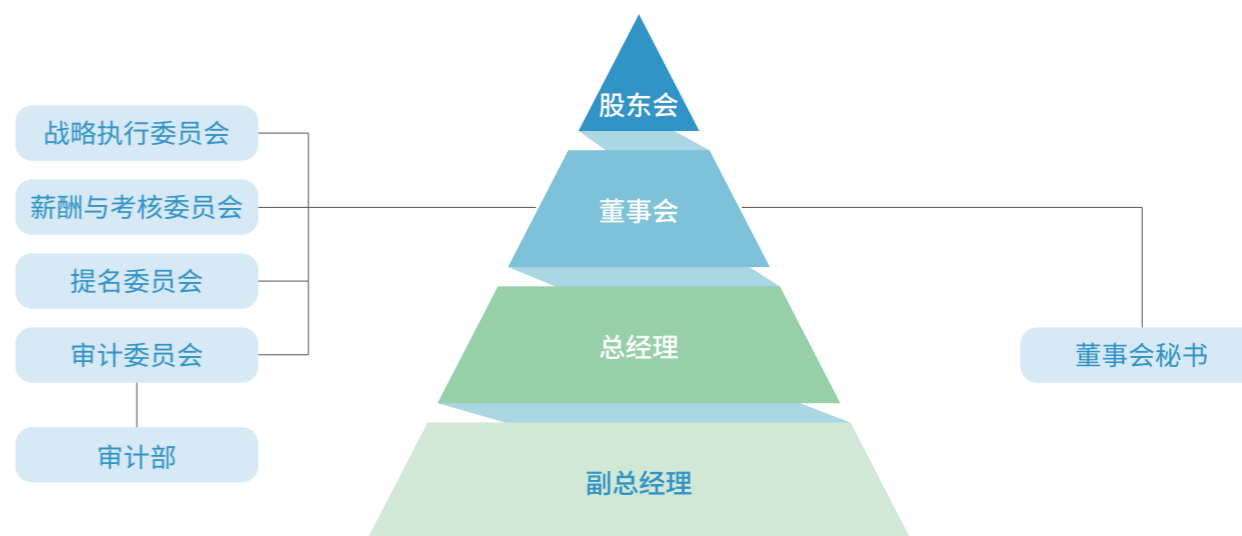 股东会
战略执行委员会
薪酬与考核委员会
董事会
提名委员会
总经理
审计委员会
董事会秘书
审计部
副总经理